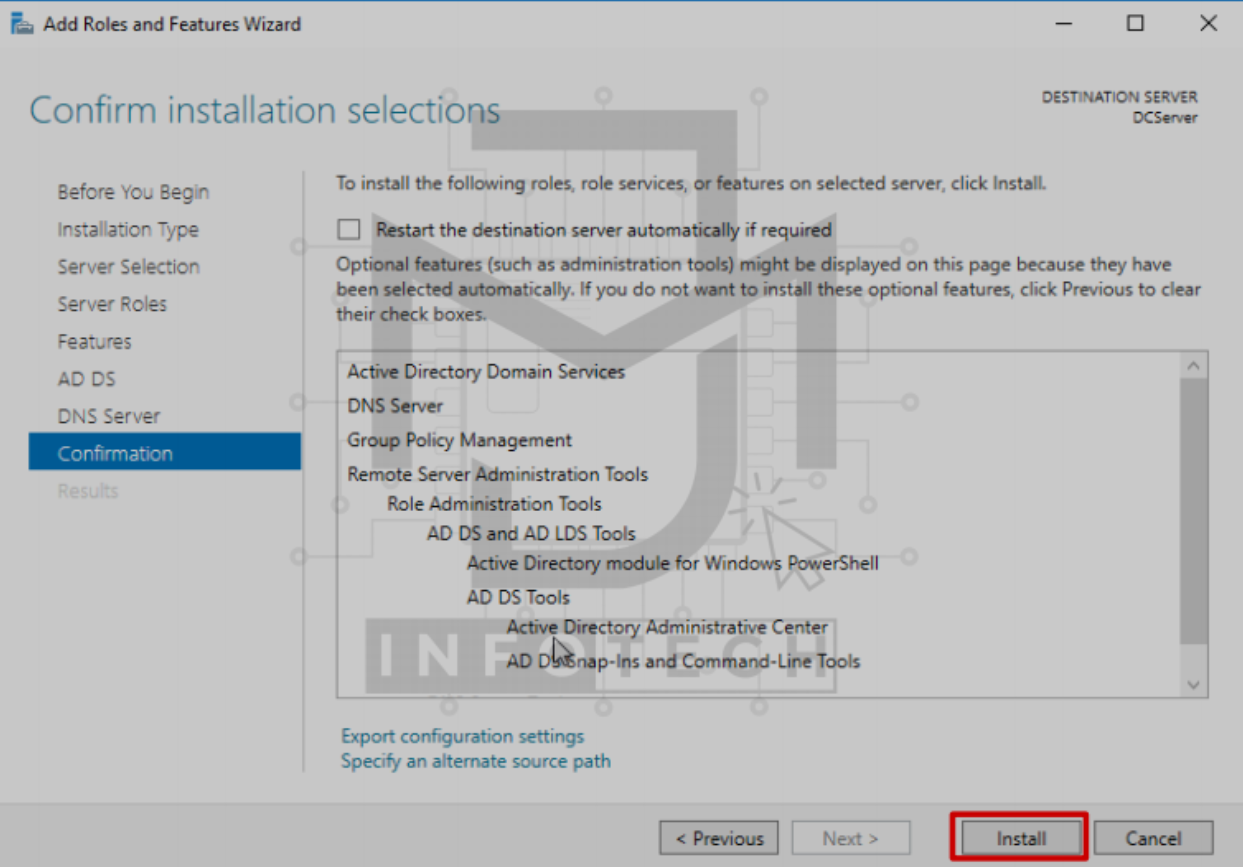 Add Roles and Features Wizard
Confirm installation selections
DESTINATION SERVER
DCServer
Before You Begin
Installation Type
Server Selection
Server Roles
Features
AD DS
DNS Server
Confirmation
Results
To install the following roles, role services, or features on selected server, click Install.
Restart the destination server automatically if required
Optional features (such as administration tools) might be displayed on this page because they have
been selected automatically. If you do not want to install these optional features, click Previous to clear
their check boxes.
Active Directory Domain Services
DNS Server
Group Policy Management
Remote Server Administration Tools
Role Administration Tools
AD DS and AD LDS Tools
Active Directory module for Windows PowerShell
AD DS Tools
Active Directory Administrative Center
AD DS Snap-Ins and Command-Line Tools
INFOTECH
Export configuration settings
Specify an alternate source path
< Previous
Next >
Install
Cancel